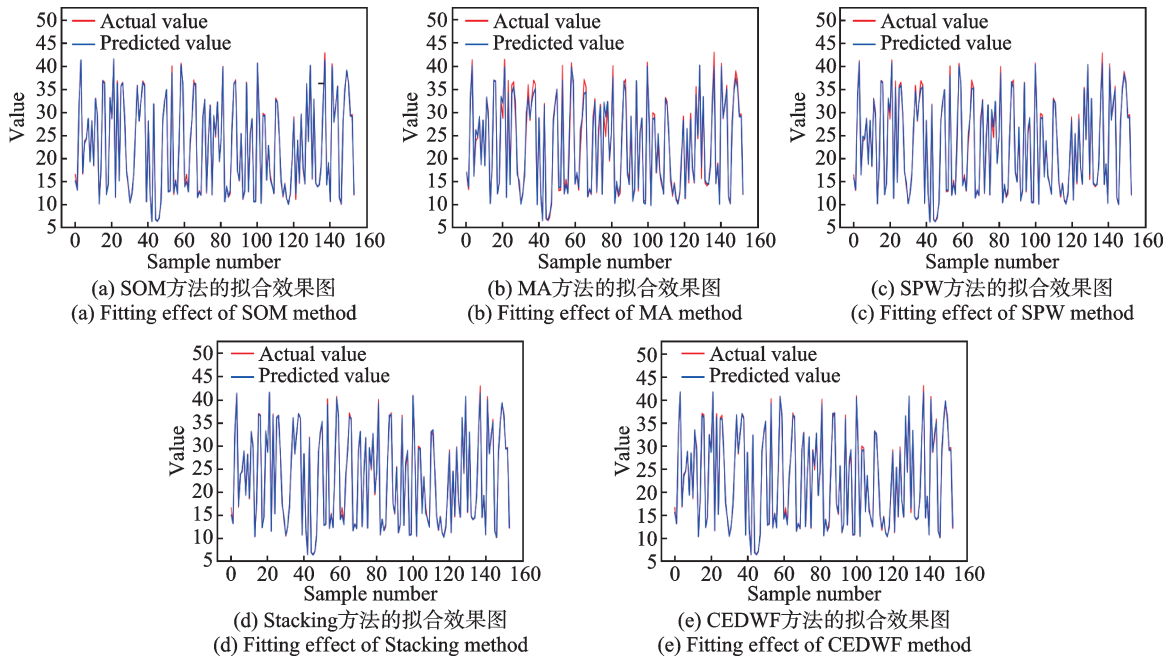 50
45
40
35
30
25
20
15
10
5
Value
Actual value
Predicted value
0 20 40 60 80 100 120 140 160
Sample number
(a) SOM方法的拟合效果图
(a) Fitting effect of SOM method
50
45
40
35
30
25
20
15
10
5
Value
Actual value
Predicted value
0 20 40 60 80 100 120 140 160
Sample number
(b) MA方法的拟合效果图
(b) Fitting effect of MA method
50
45
40
35
30
25
20
15
10
5
Value
Actual value
Predicted value
0 20 40 60 80 100 120 140 160
Sample number
(c) SPW方法的拟合效果图
(c) Fitting effect of SPW method
50
45
40
35
30
25
20
15
10
5
Value
Actual value
Predicted value
0 20 40 60 80 100 120 140 160
Sample number
(d) Stacking方法的拟合效果图
(d) Fitting effect of Stacking method
50
45
40
35
30
25
20
15
10
5
Value
Actual value
Predicted value
0 20 40 60 80 100 120 140 160
Sample number
(e) CEDWF方法的拟合效果图
(e) Fitting effect of CEDWF method